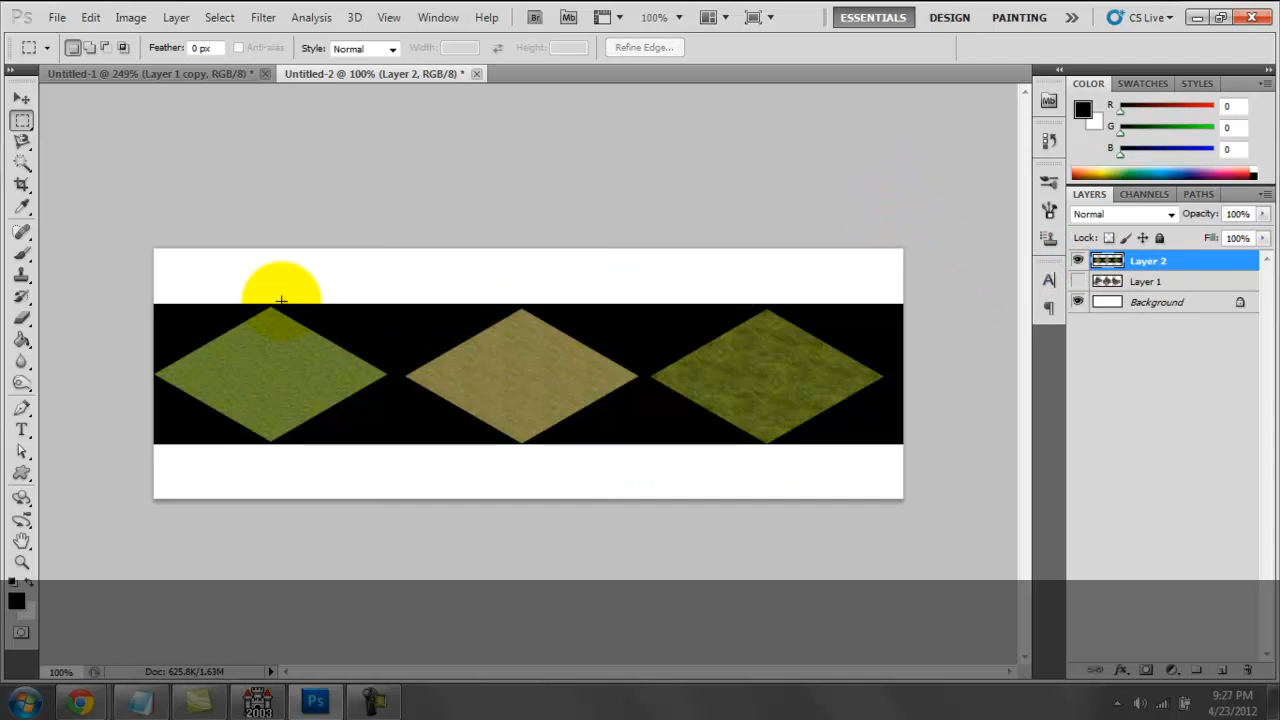 Ps File Edit Image Layer Select Filter Analysis 3D View Window Help Br Mb 100% ESSENTIALS DESIGN PAINTING CS Live
Feather: 0 px Anti-alias Style: Normal Width: Height: Refine Edge...
Untitled-1 @ 249% (Layer 1 copy, RGB/8) * Untitled-2 @ 100% (Layer 2, RGB/8) *
COLOR SWATCHES STYLES
Mb
R 0
G 0
B 0
LAYERS CHANNELS PATHS
Normal Opacity: 100%
Lock: Fill: 100%
Layer 2
Layer 1
Background
A
T
100% Doc: 625.8K/1.63M
2003 Ps
9:27 PM
4/23/2012